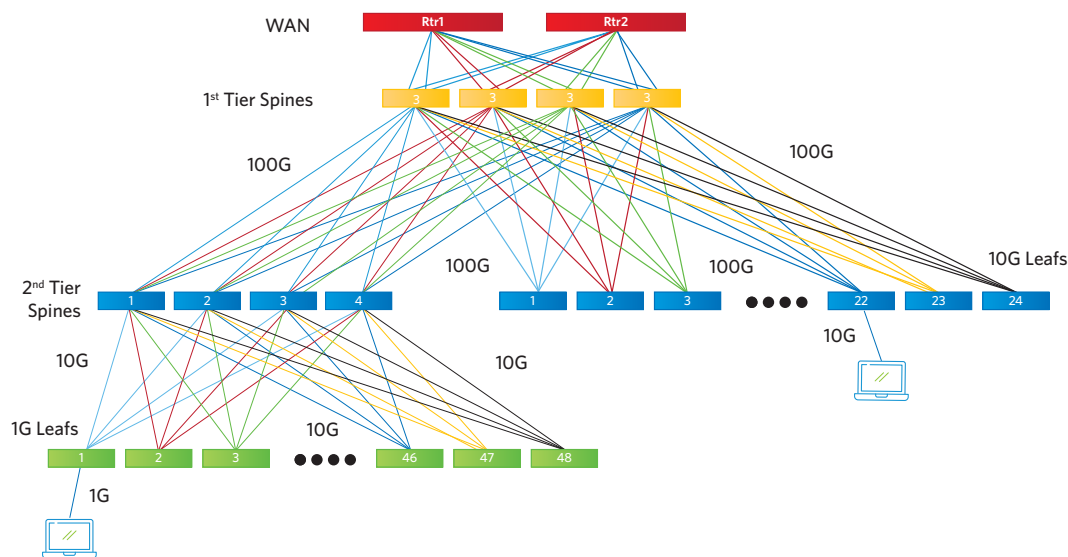 WAN
Rtr1
Rtr2
1st Tier Spines
3
3
3
3
100G
100G
100G
100G
10G Leafs
2nd Tier
Spines
1
2
3
4
1
2
3
22
23
24
10G
10G
10G
1G Leafs
10G
1
2
3
46
47
48
1G